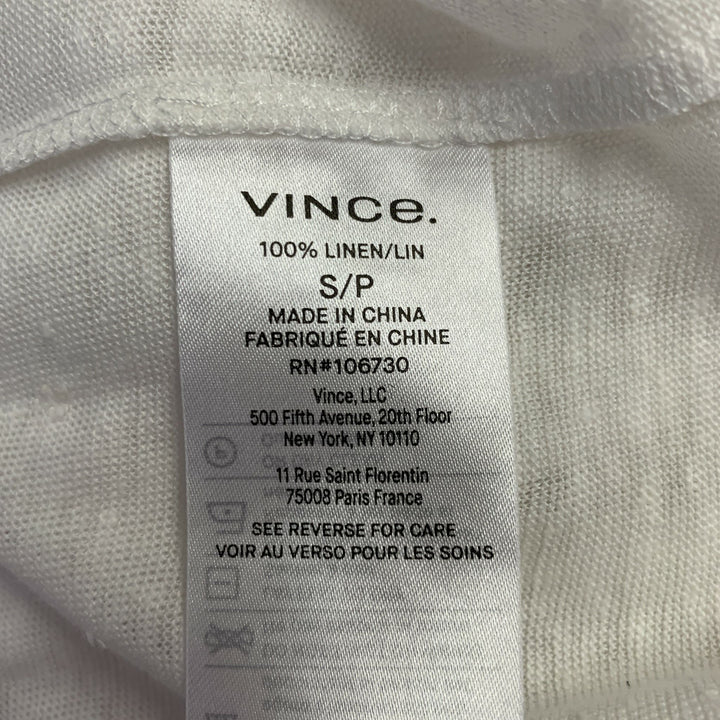 VINCe.
100% LINEN/LIN
S/P
MADE IN CHINA
FABRIQUÉ EN CHINE
RN#106730
Vince, LLC
500 Fifth Avenue, 20th Floor
New York, NY 10110
11 Rue Saint Florentin
75008 Paris France
SEE REVERSE FOR CARE
VOIR AU VERSO POUR LES SOINS